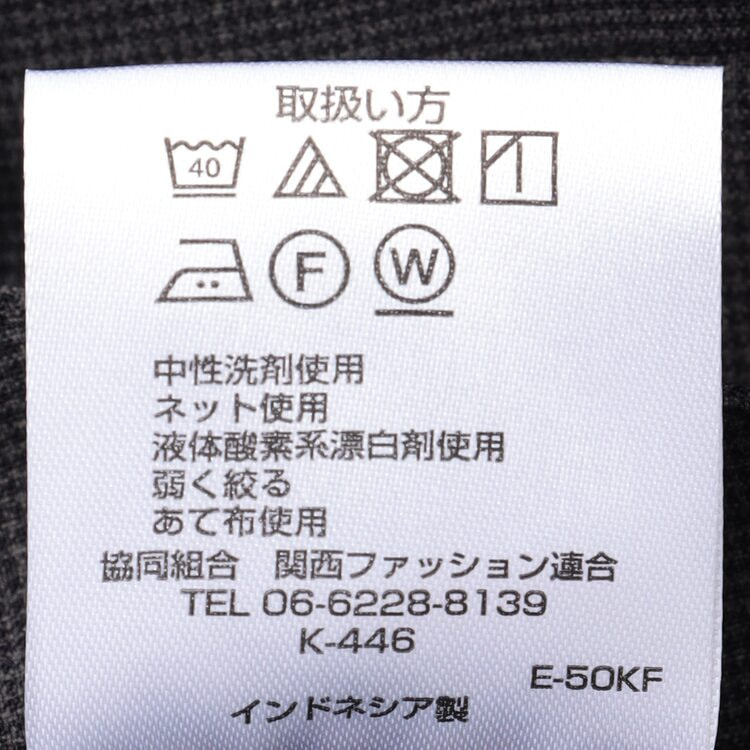 取扱い方
40
F W
中性洗剤使用
ネット使用
液体酸素系漂白剤使用
弱く絞る
あて布使用
協同組合　関西ファッション連合
TEL 06-6228-8139
K-446
E-50KF
インドネシア製